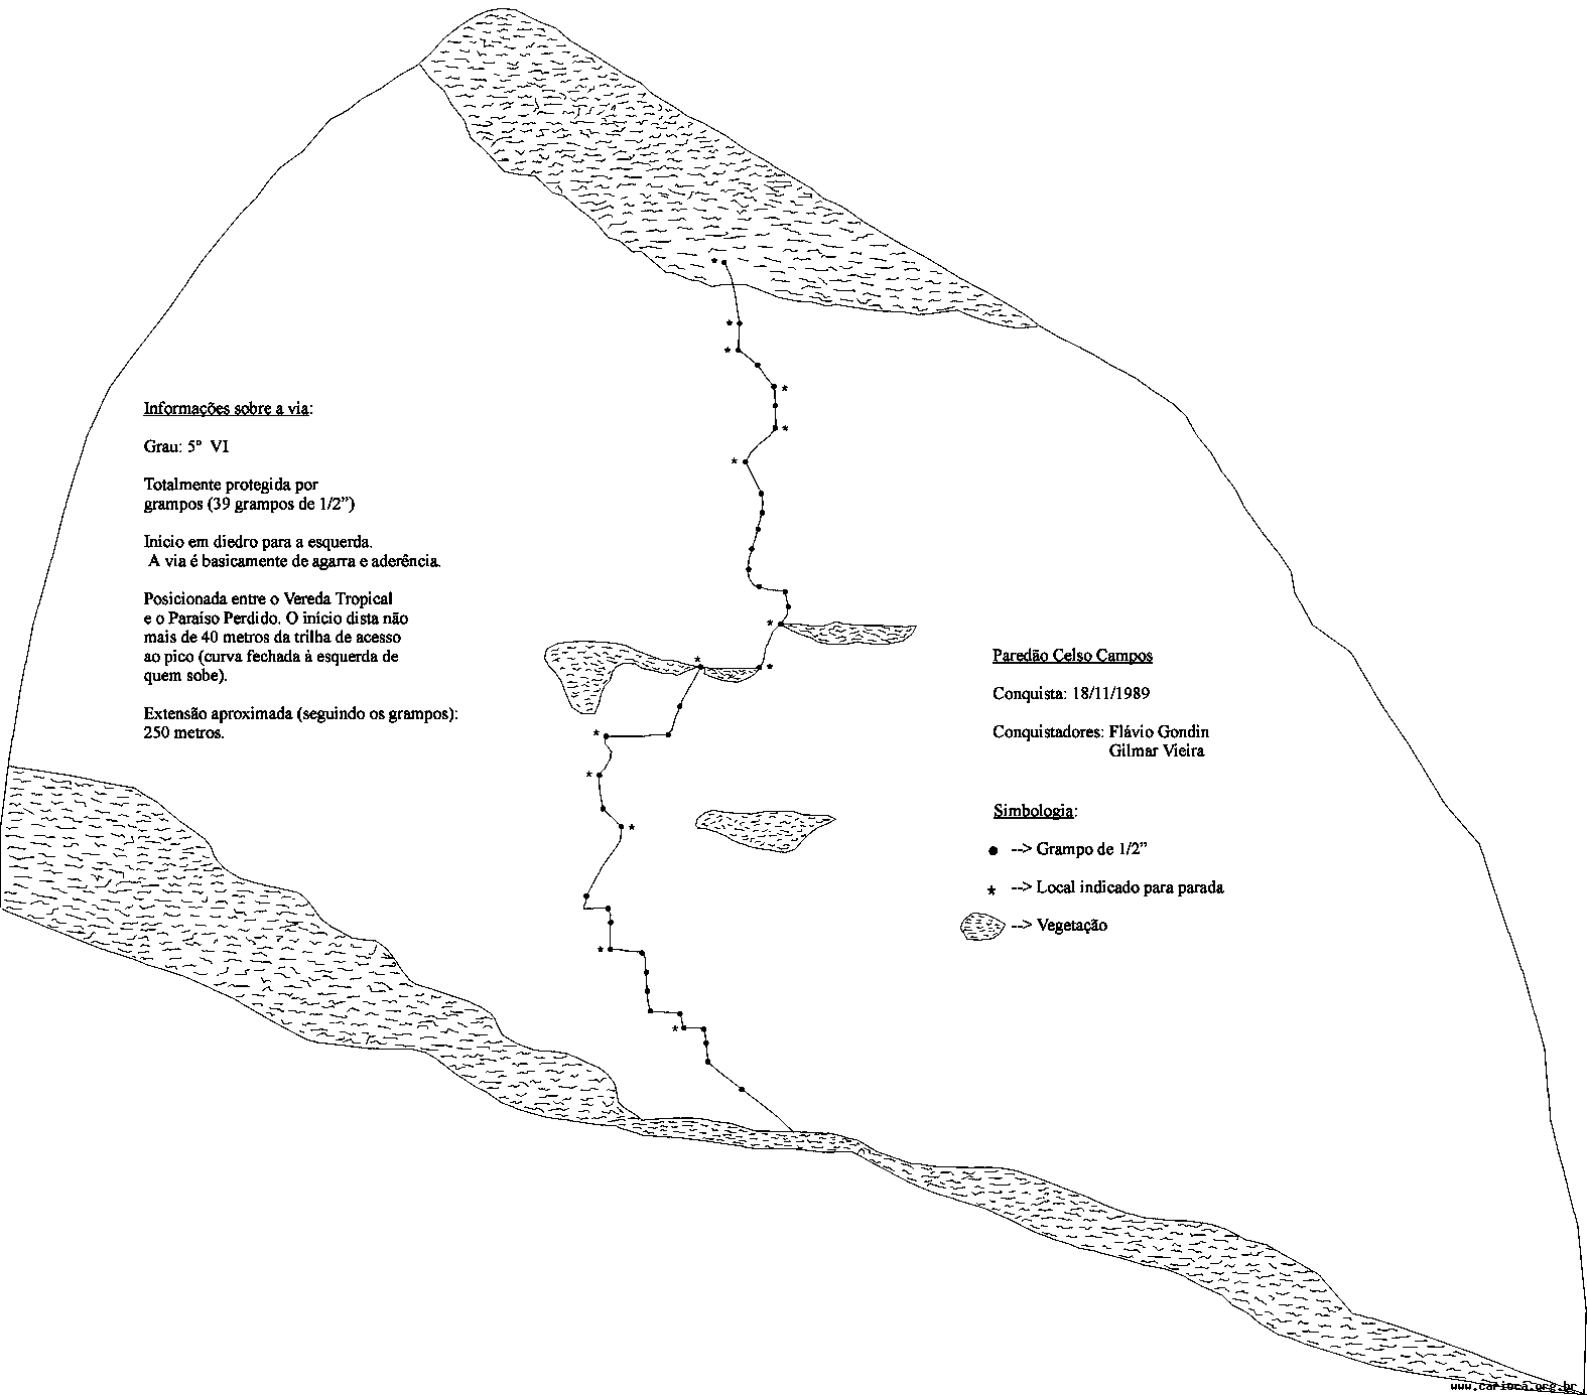 Informações sobre a via:
Grau: 5º VI
Totalmente protegida por
grampos (39 grampos de 1/2”)
Início em diedro para a esquerda.
A via é basicamente de agarra e aderência.
Posicionada entre o Vereda Tropical
e o Paraíso Perdido. O início dista não
mais de 40 metros da trilha de acesso
ao pico (curva fechada à esquerda de
quem sobe).
Extensão aproximada (seguindo os grampos):
250 metros.
Paredão Celso Campos
Conquista: 18/11/1989
Conquistadores: Flávio Gondin
Gilmar Vieira
Simbologia:
● --> Grampo de 1/2”
* --> Local indicado para parada
--> Vegetação
www.carioca.org.br